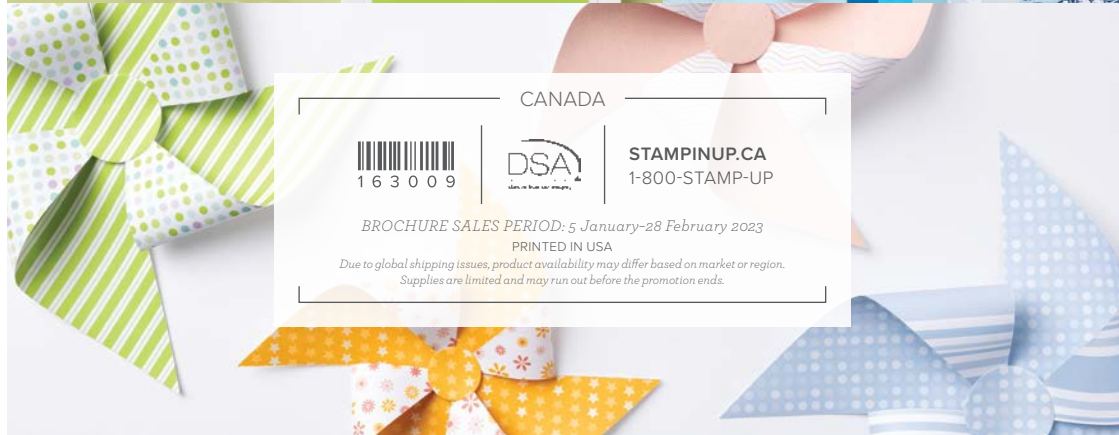 CANADA
163009
DSA
STAMPINUP.CA
1-800-STAMP-UP
BROCHURE SALES PERIOD: 5 January–28 February 2023
PRINTED IN USA
Due to global shipping issues, product availability may differ based on market or region.
Supplies are limited and may run out before the promotion ends.